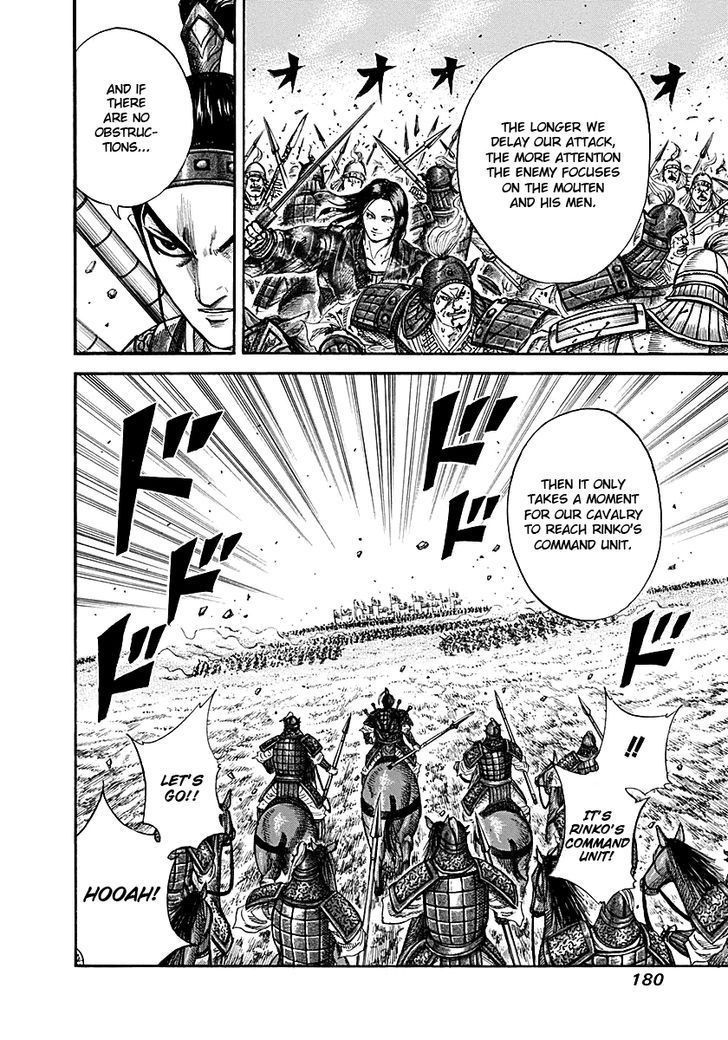 THE LONGER WE
DELAY OUR ATTACK,
THE MORE ATTENTION
THE ENEMY FOCUSES
ON THE MOUTEN
AND HIS MEN.
オ オ オ オ
AND IF
THERE
ARE NO
OBSTRUC-
TIONS...
THEN IT ONLY
TAKES A MOMENT
FOR OUR CAVALRY
TO REACH RINKO'S
COMMAND UNIT.
ドドド
ドドド
!!
IT'S
RINKO'S
COMMAND
UNIT!
LET'S
GO!!
HOOAH!
180